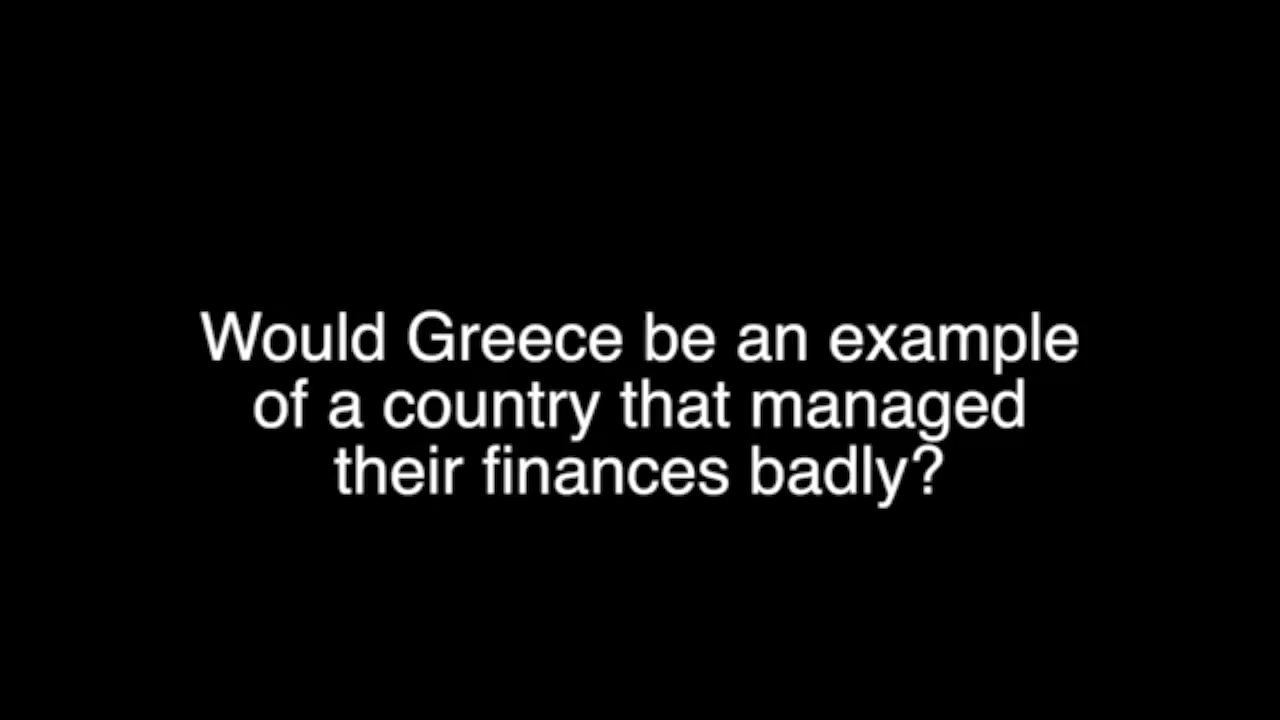 Would Greece be an example
of a country that managed
their finances badly?